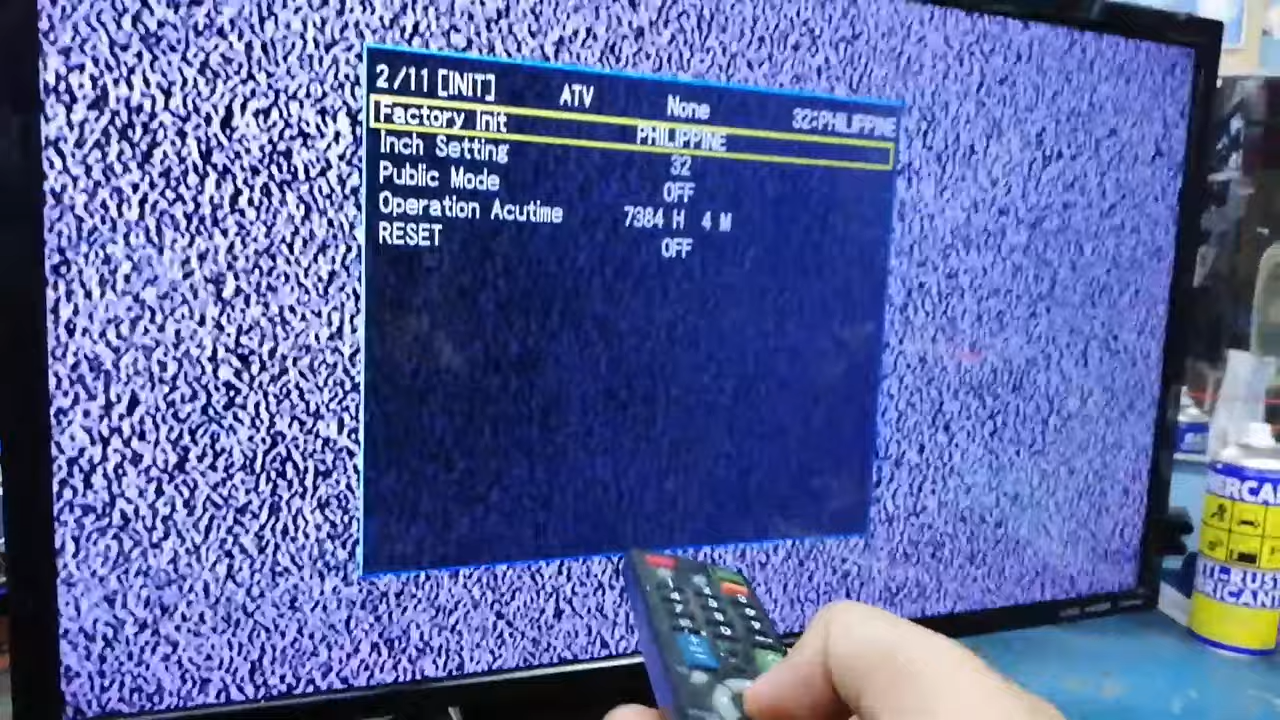 2/11 [INIT] ATV None 32:PHILIPPINE
Factory Init PHILIPPINE
Inch Setting 32
Public Mode OFF
Operation Acutime 7384 H 4 M
RESET OFF